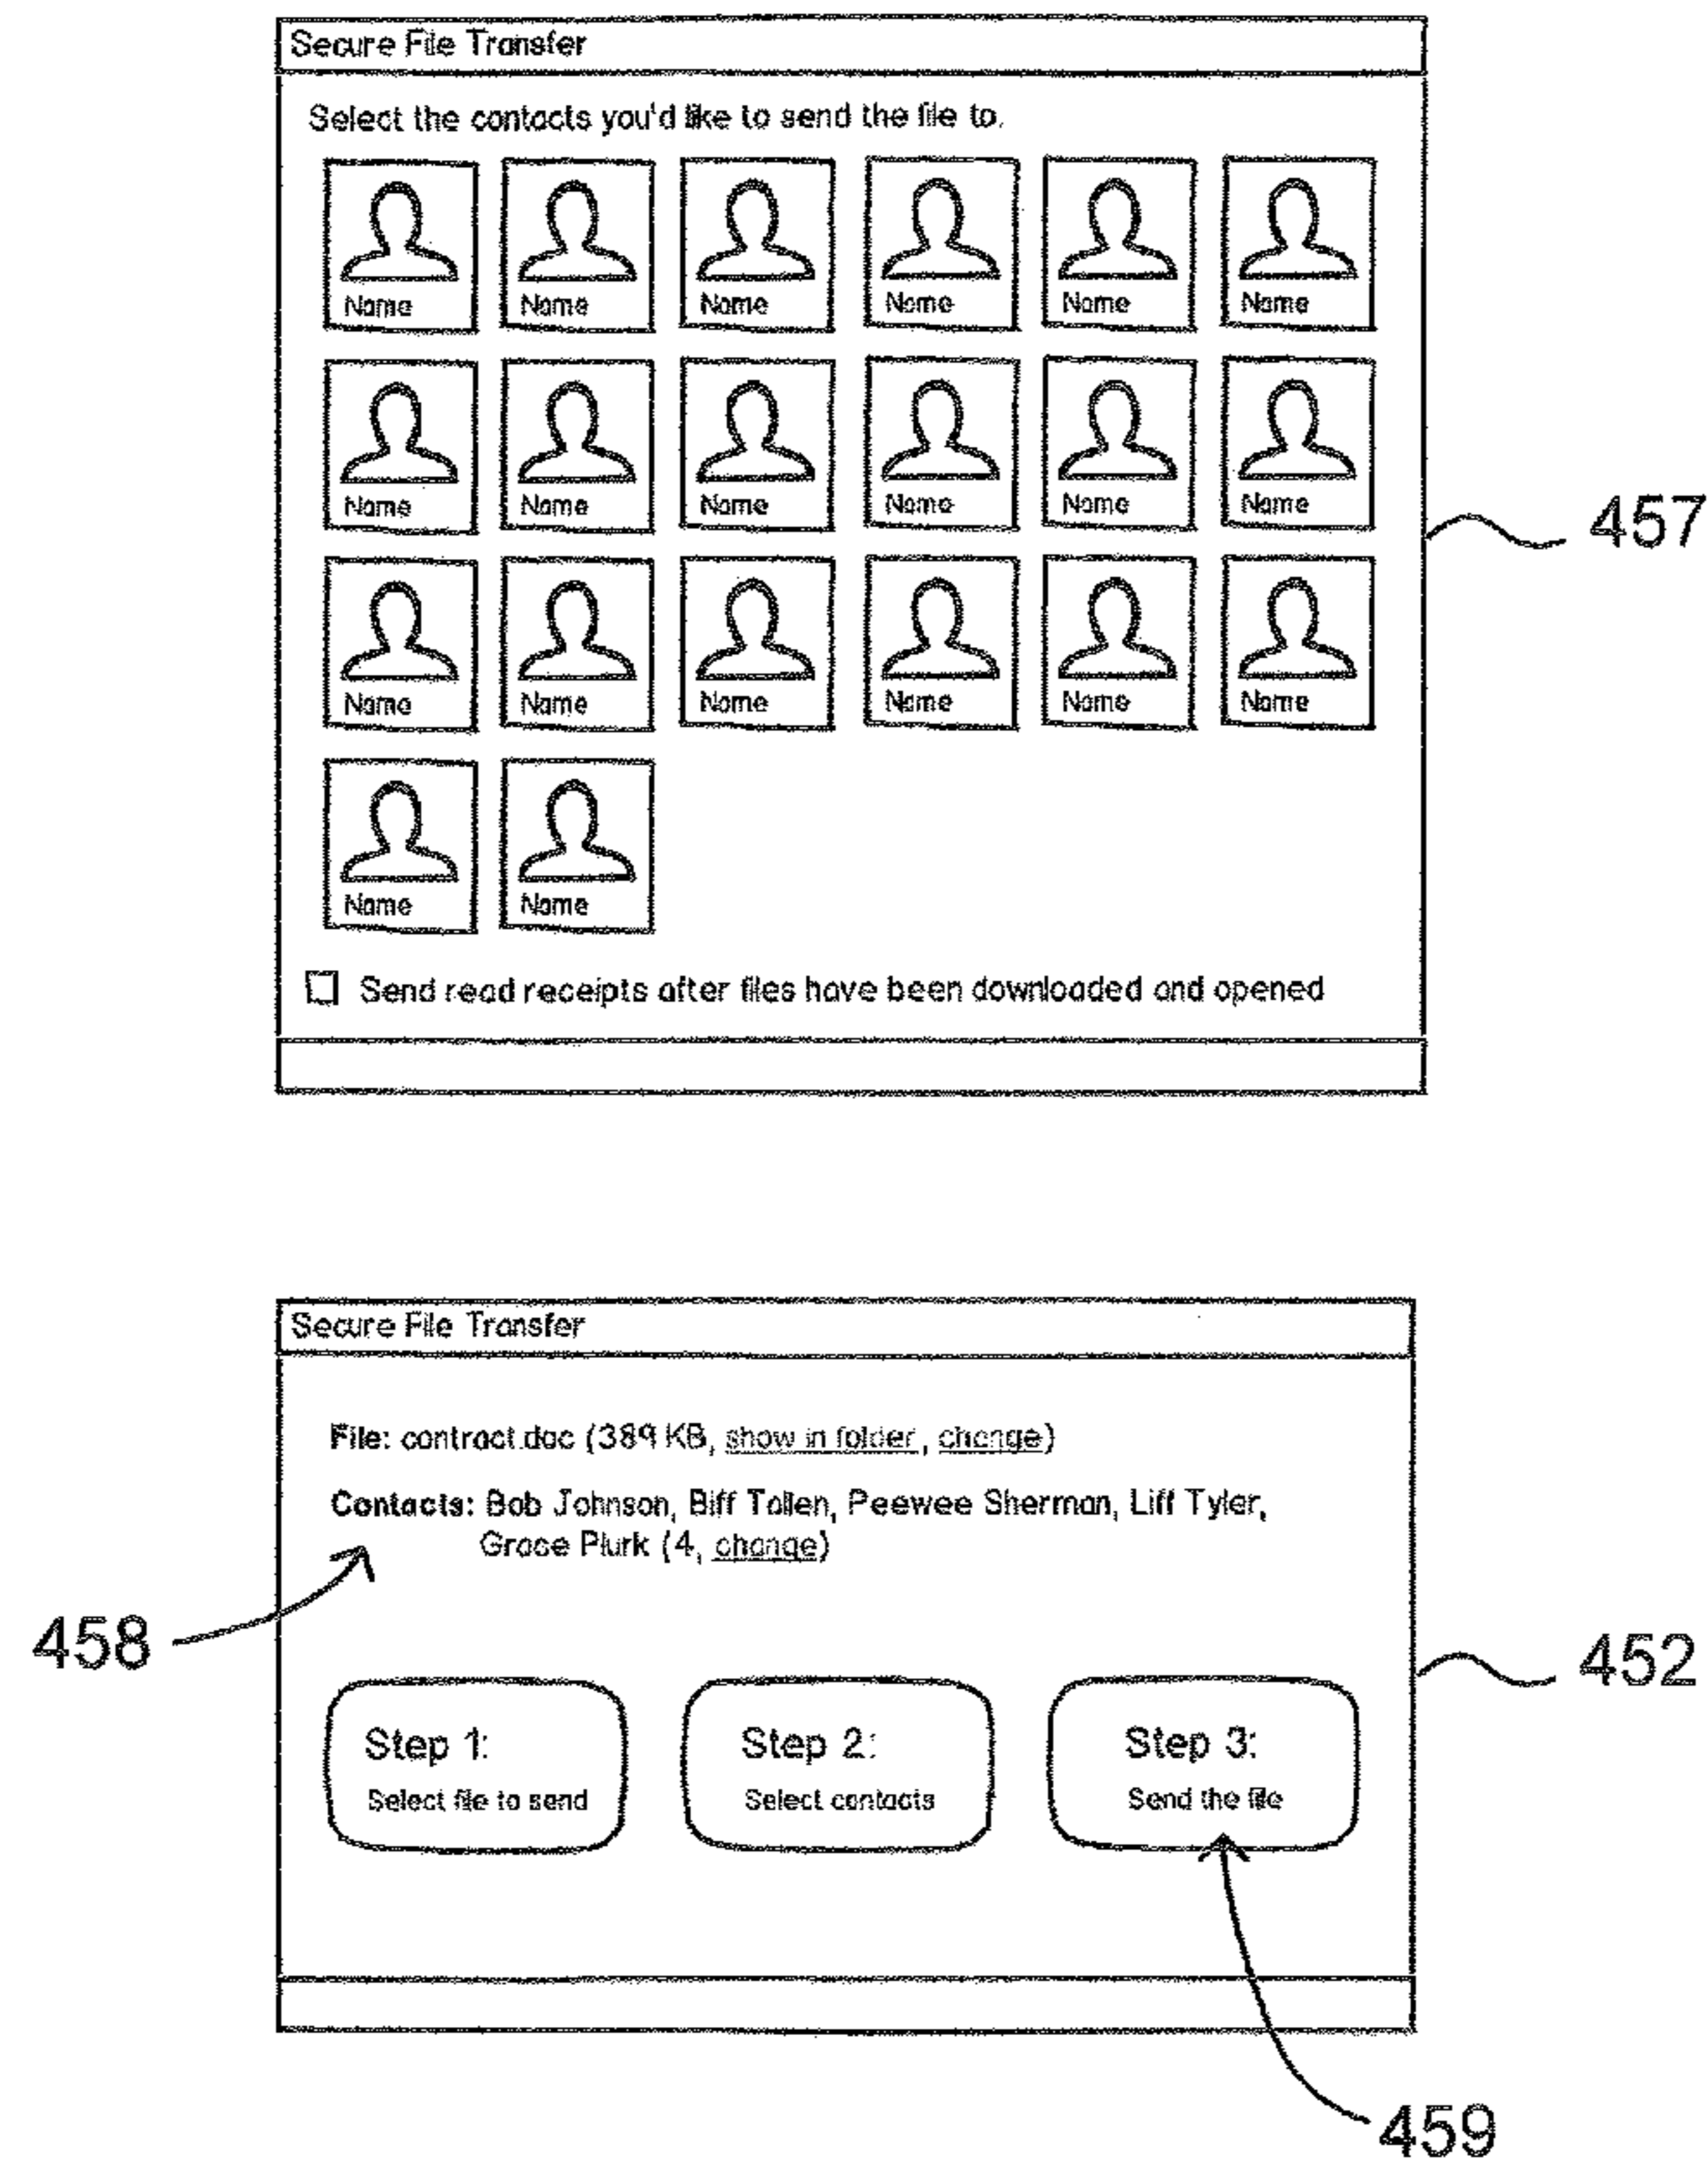 Secure File Transfer
Select the contacts you'd like to send the file to.
Name Name Name Name Name Name
Name Name Name Name Name Name
Name Name Name Name Name Name
457
Name Name
Send read receipts after files have been downloaded and opened
Secure File Transfer
File: contract.doc (389 KB, show in folder, change)
Contacts: Bob Johnson, Biff Tollen, Peewee Sherman, Liff Tyler,
Grace Plurk (4, change)
458
452
Step 1: Step 2: Step 3:
Select file to send Select contacts Send the file
459